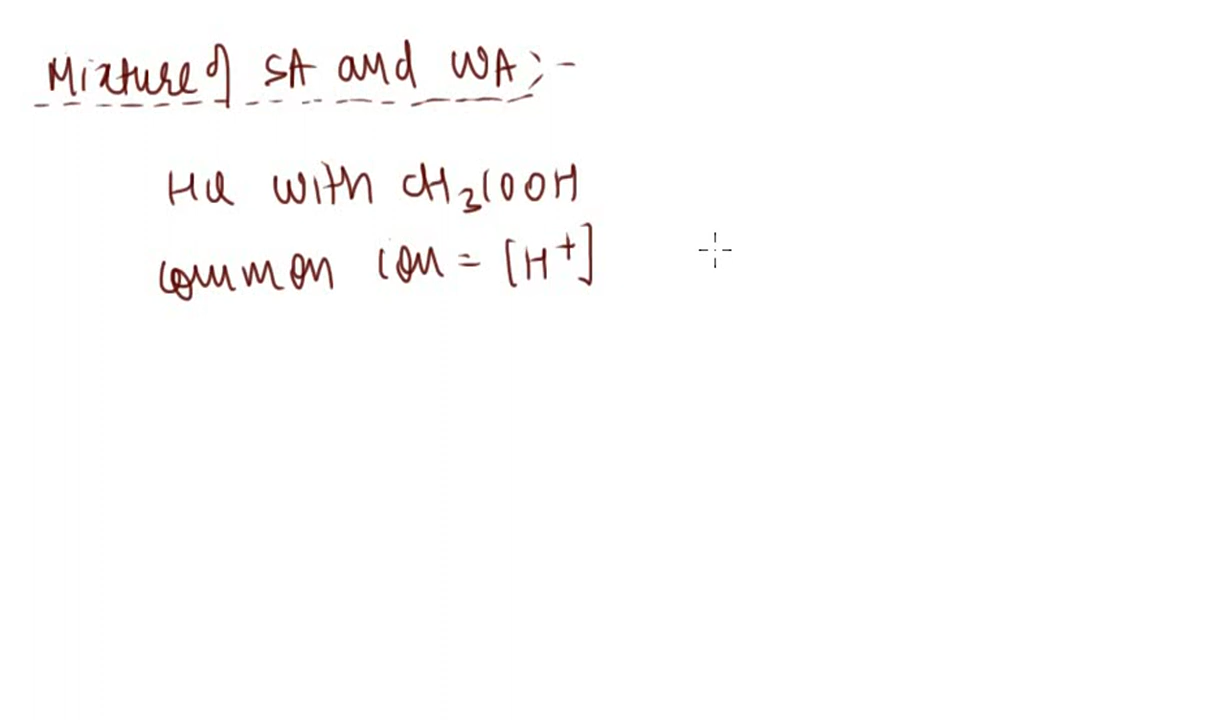 Mixture of SA and WA :-
HCl with CH3COOH
common ion = [H+]